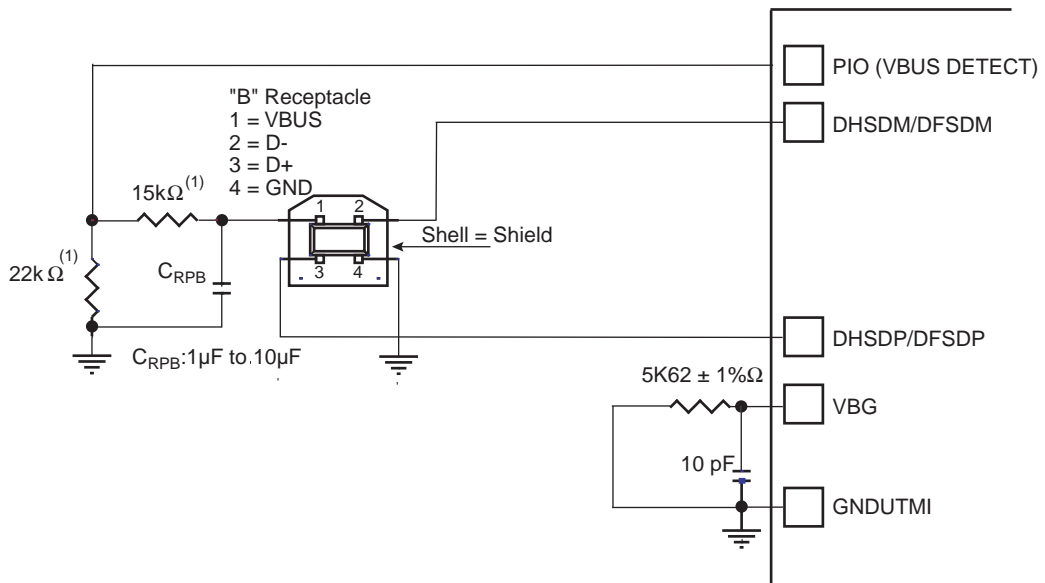 PIO (VBUS DETECT)
"B" Receptacle
1 = VBUS
2 = D-
3 = D+
4 = GND
DHSDM/DFSDM
15kΩ(1)
1
2
Shell = Shield
22k Ω(1)
CRPB
3
4
CRPB:1µF to 10µF
DHSDP/DFSDP
5K62 ± 1%Ω
VBG
10 pF
GNDUTMI